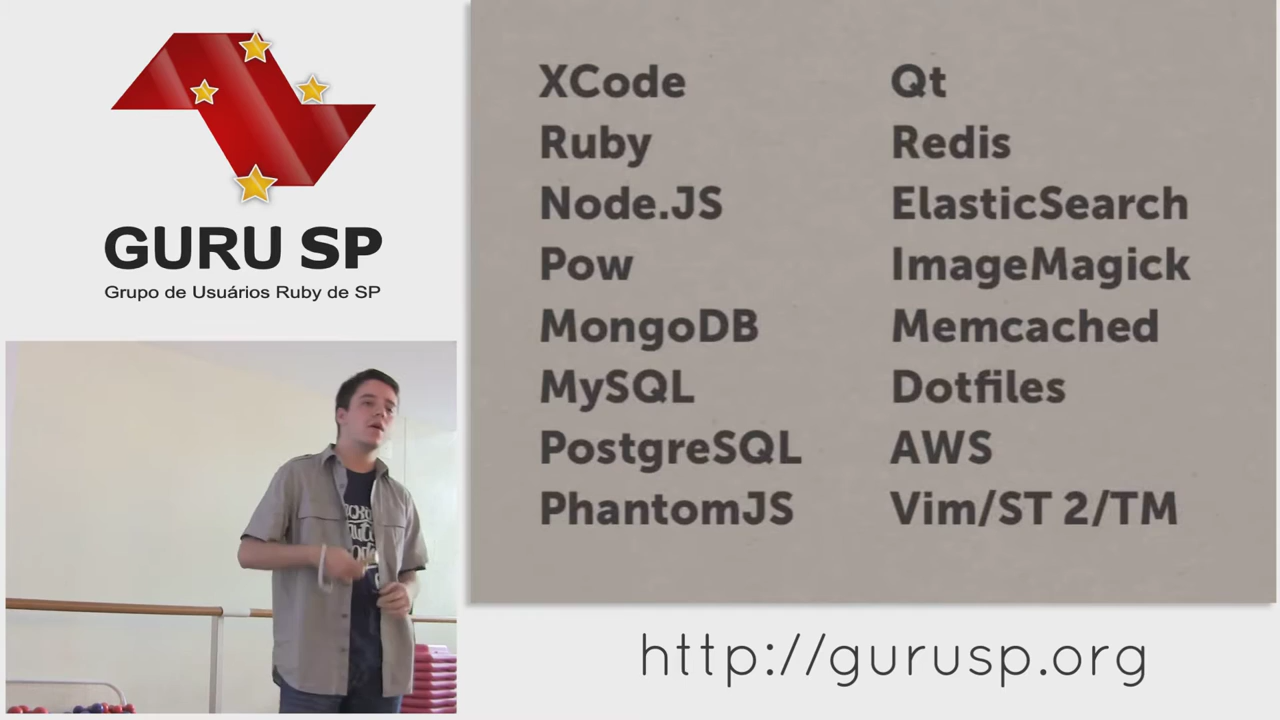 GURU SP
Grupo de Usuários Ruby de SP
XCode
Ruby
Node.JS
Pow
MongoDB
MySQL
PostgreSQL
PhantomJS
Qt
Redis
ElasticSearch
ImageMagick
Memcached
Dotfiles
AWS
Vim/ST 2/TM
http://gurusp.org